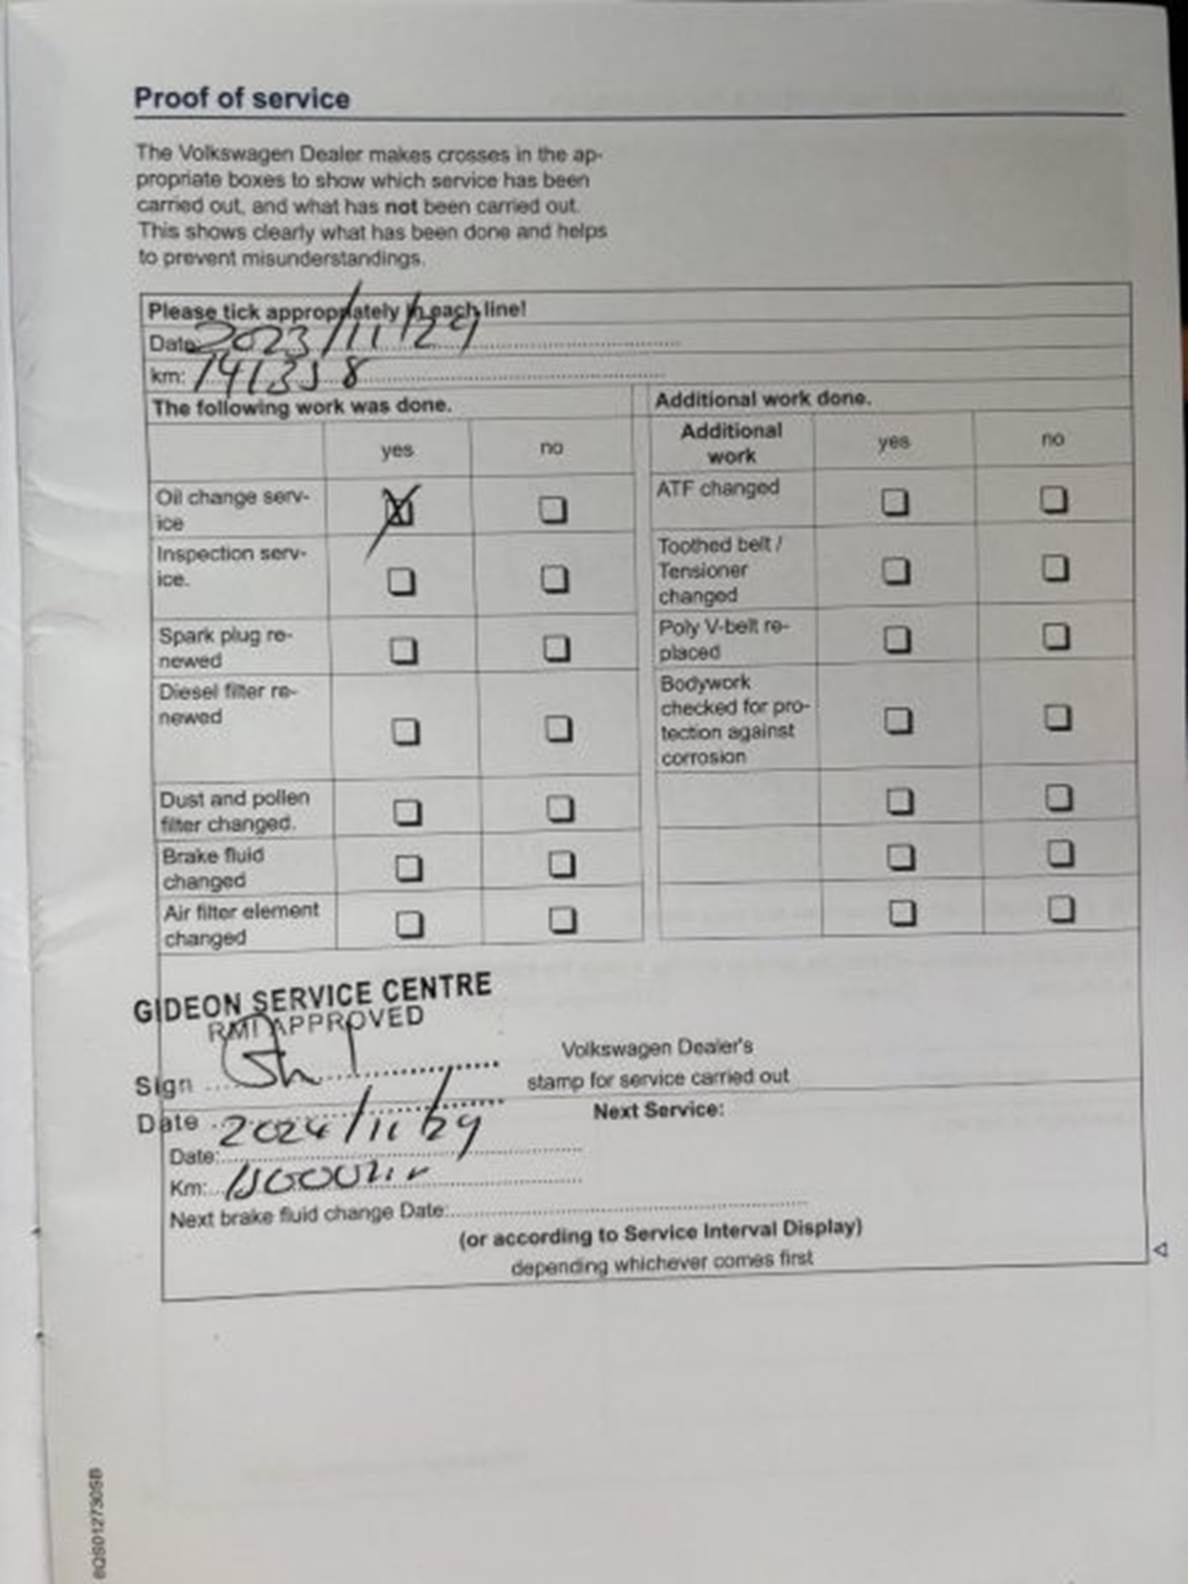 Proof of service
The Volkswagen Dealer makes crosses in the ap-
propriate boxes to show which service has been
carried out, and what has not been carried out.
This shows clearly what has been done and helps
to prevent misunderstandings.
Please tick appropriately in each line!
Date: 2023/11/29
km: 141358
The following work was done.
Additional work done.
yes no
Additional work yes no
Oil change serv-
ice
ATF changed
Inspection serv-
ice.
Toothed belt /
Tensioner
changed
Spark plug re-
newed
Poly V-belt re-
placed
Diesel filter re-
newed
Bodywork
checked for pro-
tection against
corrosion
Dust and pollen
filter changed.
Brake fluid
changed
Air filter element
changed
GIDEON SERVICE CENTRE
RMI APPROVED
Sign
Volkswagen Dealer's
stamp for service carried out
Date
Next Service:
Date: 2024/11/29
Km:
Next brake fluid change Date:
(or according to Service Interval Display)
depending whichever comes first
6QS012730SB